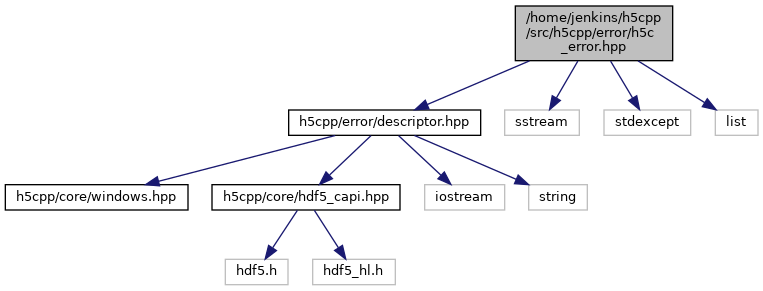 /home/jenkins/h5cpp
/src/h5cpp/error/h5c
_error.hpp
h5cpp/error/descriptor.hpp
sstream
stdexcept
list
h5cpp/core/windows.hpp
h5cpp/core/hdf5_capi.hpp
iostream
string
hdf5.h
hdf5_hl.h